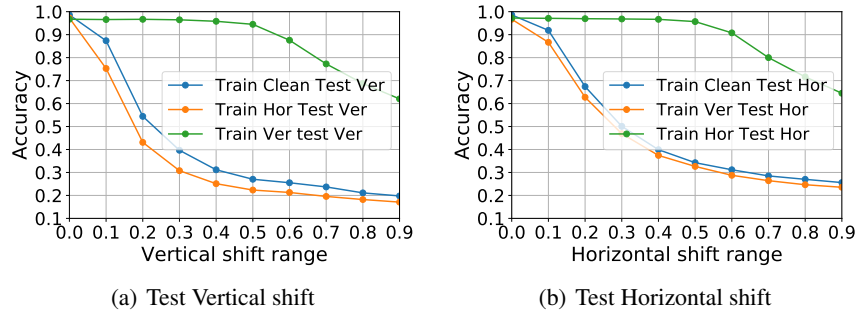 1.0
0.9
0.8
0.7
0.6
0.5
0.4
0.3
0.2
0.1
Accuracy
Train Clean Test Ver
Train Hor Test Ver
Train Ver test Ver
0.0 0.1 0.2 0.3 0.4 0.5 0.6 0.7 0.8 0.9
Vertical shift range
(a) Test Vertical shift
1.0
0.9
0.8
0.7
0.6
0.5
0.4
0.3
0.2
0.1
Accuracy
Train Clean Test Hor
Train Ver Test Hor
Train Hor Test Hor
0.0 0.1 0.2 0.3 0.4 0.5 0.6 0.7 0.8 0.9
Horizontal shift range
(b) Test Horizontal shift